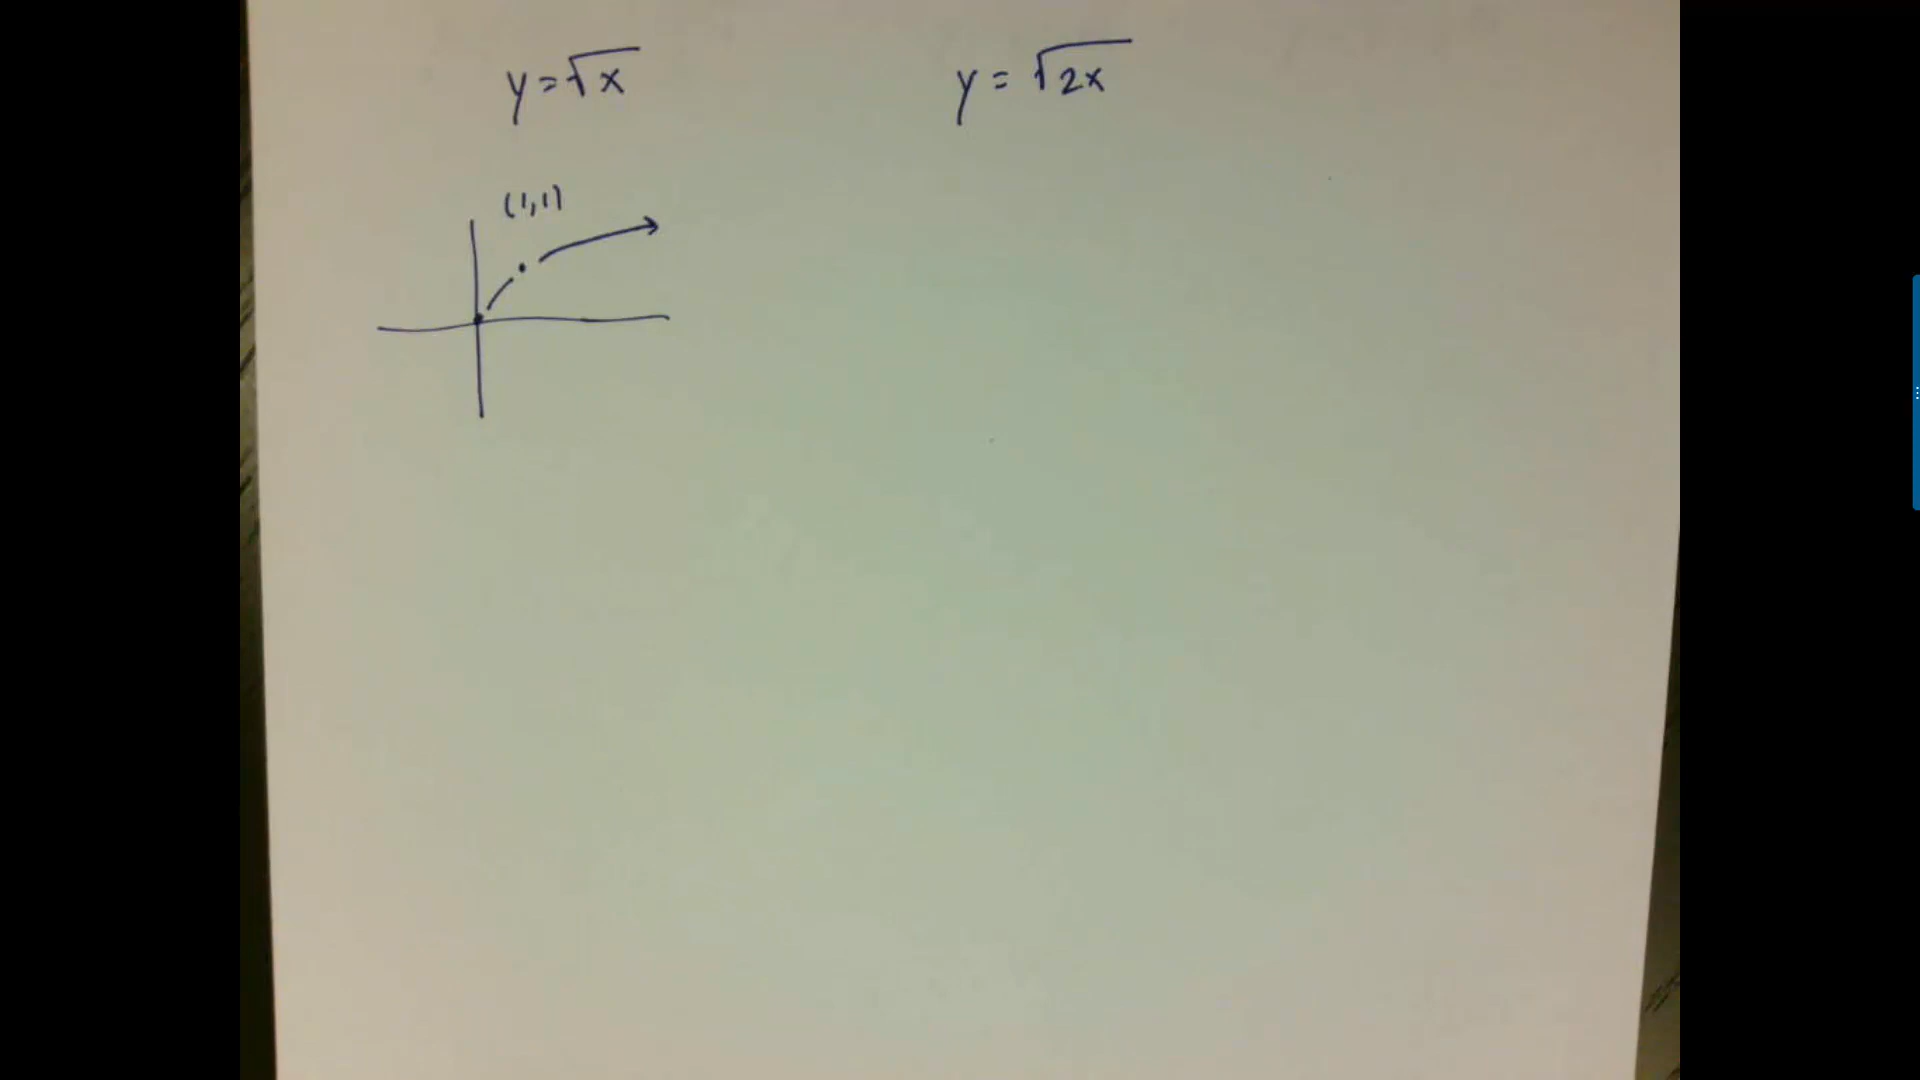 y = √x
y = √2x
(1,1)